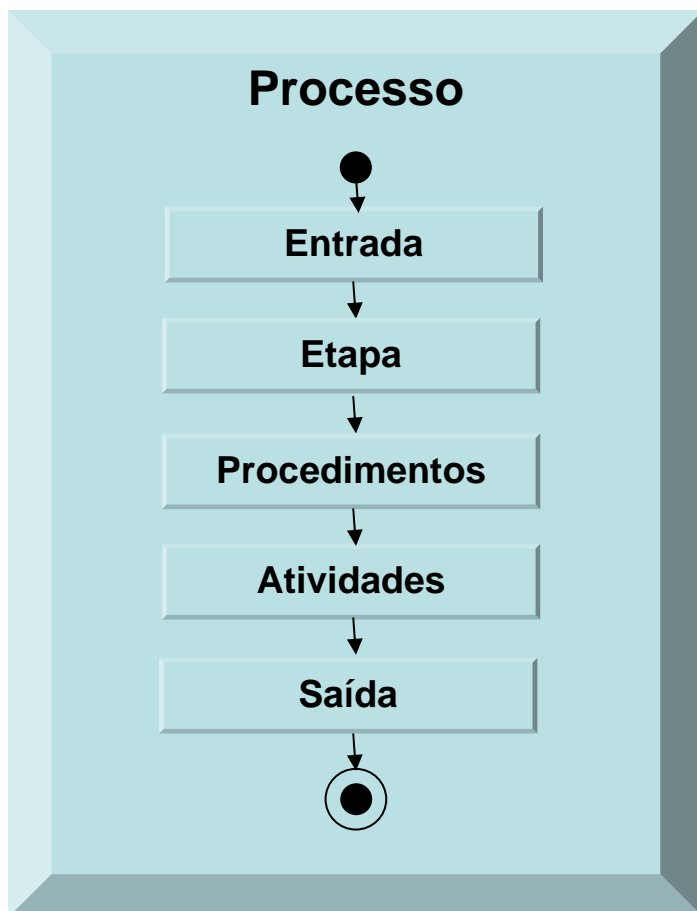 Processo
Entrada
Etapa
Procedimentos
Atividades
Saída